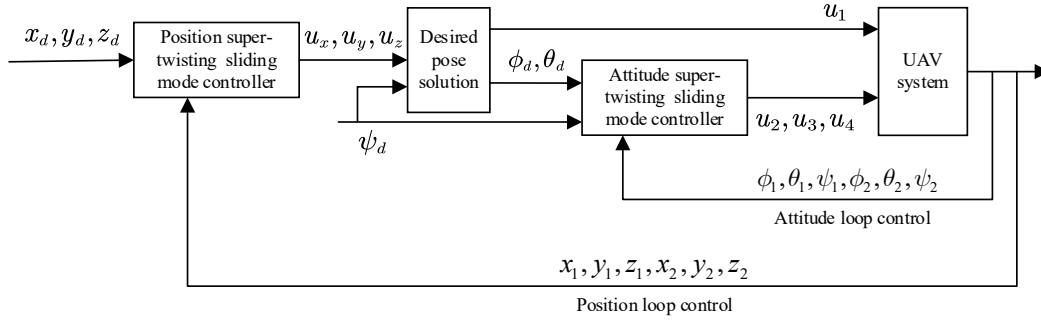 x_d, y_d, z_d
Position super-
twisting sliding
mode controller
u_x, u_y, u_z
Desired
pose
solution
ϕ_d, θ_d
ψ_d
Attitude super-
twisting sliding
mode controller
u_1
u_2, u_3, u_4
UAV
system
ϕ_1, θ_1, ψ_1, ϕ_2, θ_2, ψ_2
Attitude loop control
x_1, y_1, z_1, x_2, y_2, z_2
Position loop control